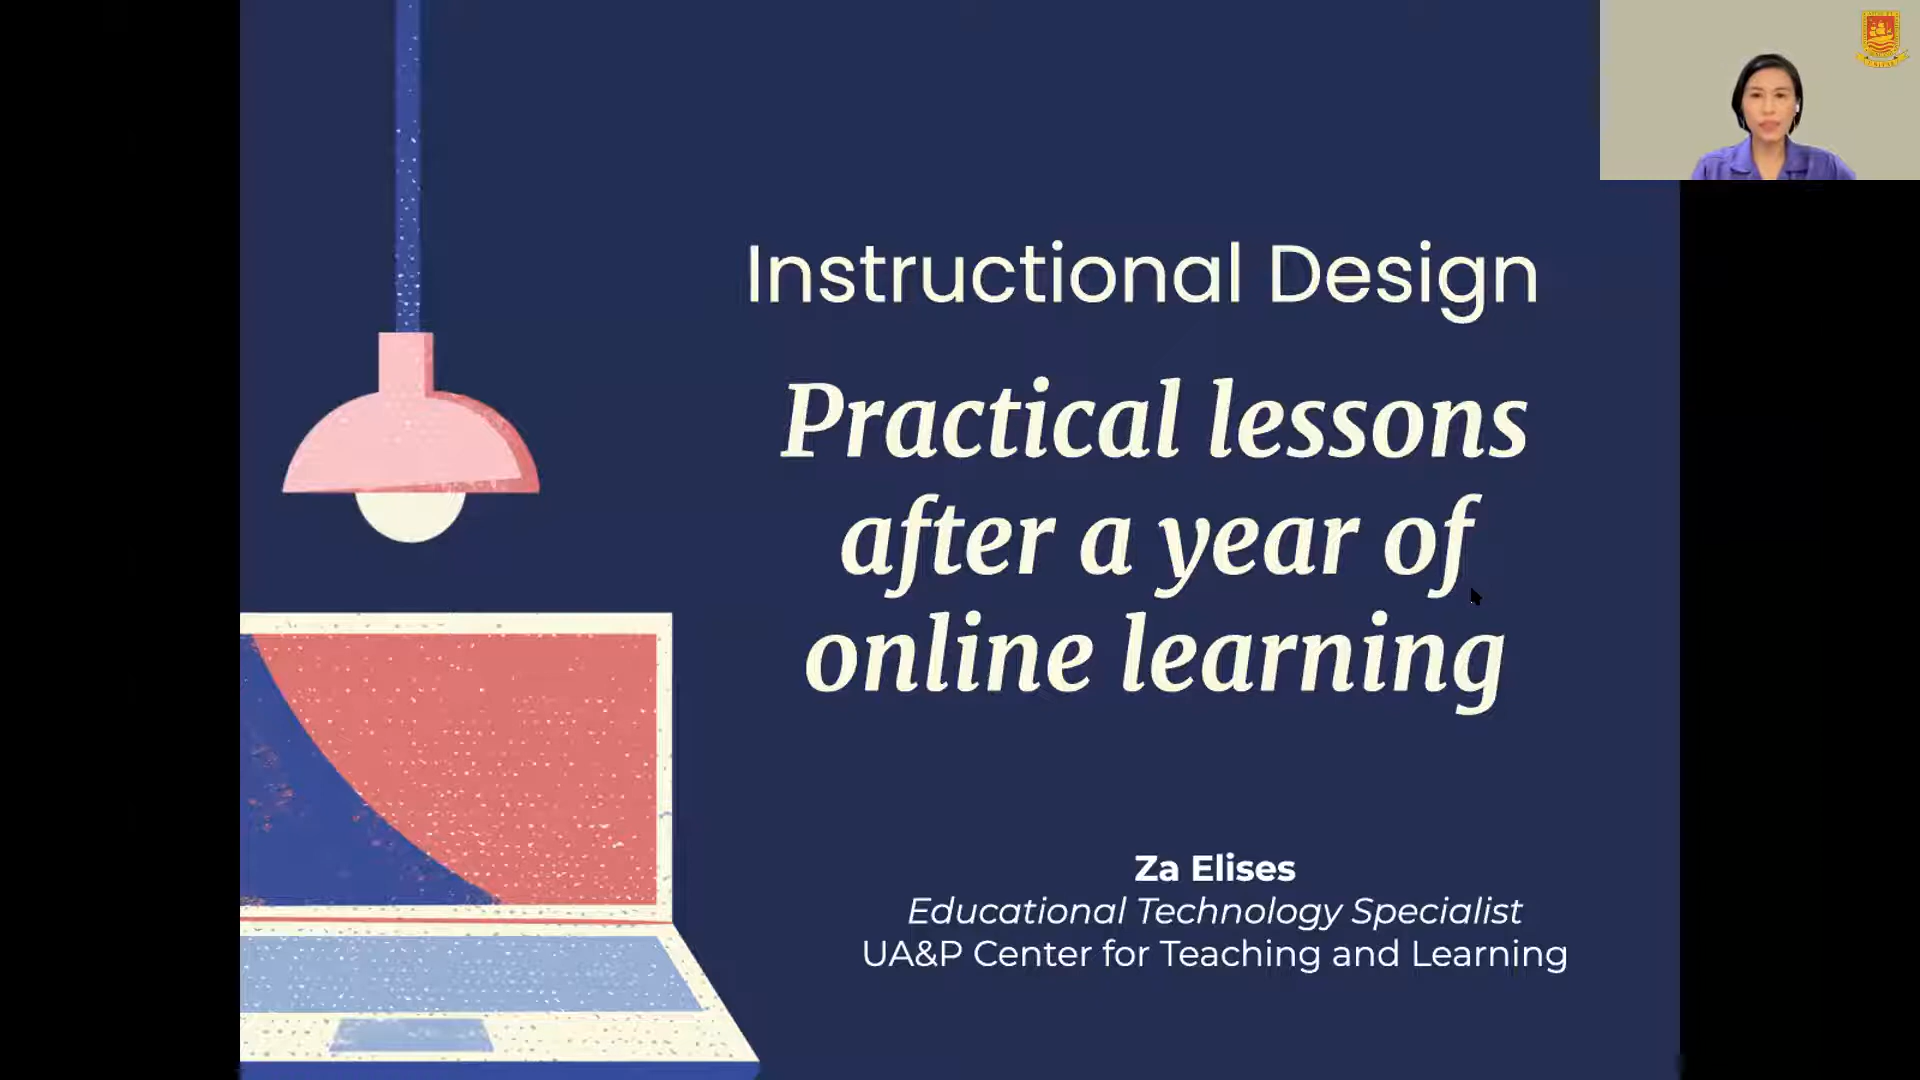 Instructional Design
Practical lessons
after a year of
online learning
Za Elises
Educational Technology Specialist
UA&P Center for Teaching and Learning